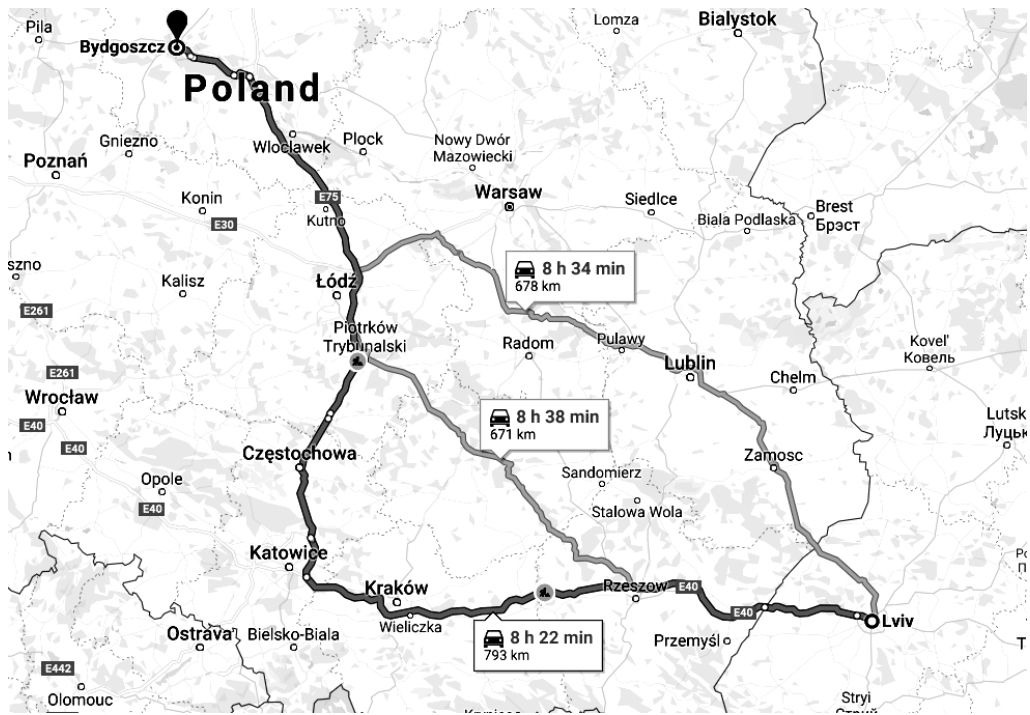 Pila
Lomza
Bialystok
Bydgoszcz
Poland
Gniezno
Wloclawek
Plock
Nowy Dwór
Mazowiecki
Poznań
Warsaw
Konin
E75
Kutno
Siedlce
Biala Podlaska
Brest
Брэст
E30
szno
Kalisz
Łódź
8 h 34 min
678 km
E261
Piotrków
Trybunalski
Radom
Pulawy
Lublin
Kovel'
Ковель
E261
Chelm
Wrocław
8 h 38 min
671 km
Lutsk
Луцьк
E40
E40
Częstochowa
Zamosc
Opole
Sandomierz
E40
Stalowa Wola
Katowice
Kraków
Rzeszow
E40
E40
Wieliczka
Lviv
Ostrava
Bielsko-Biala
8 h 22 min
793 km
Przemyśl
E442
Olomouc
Stryi